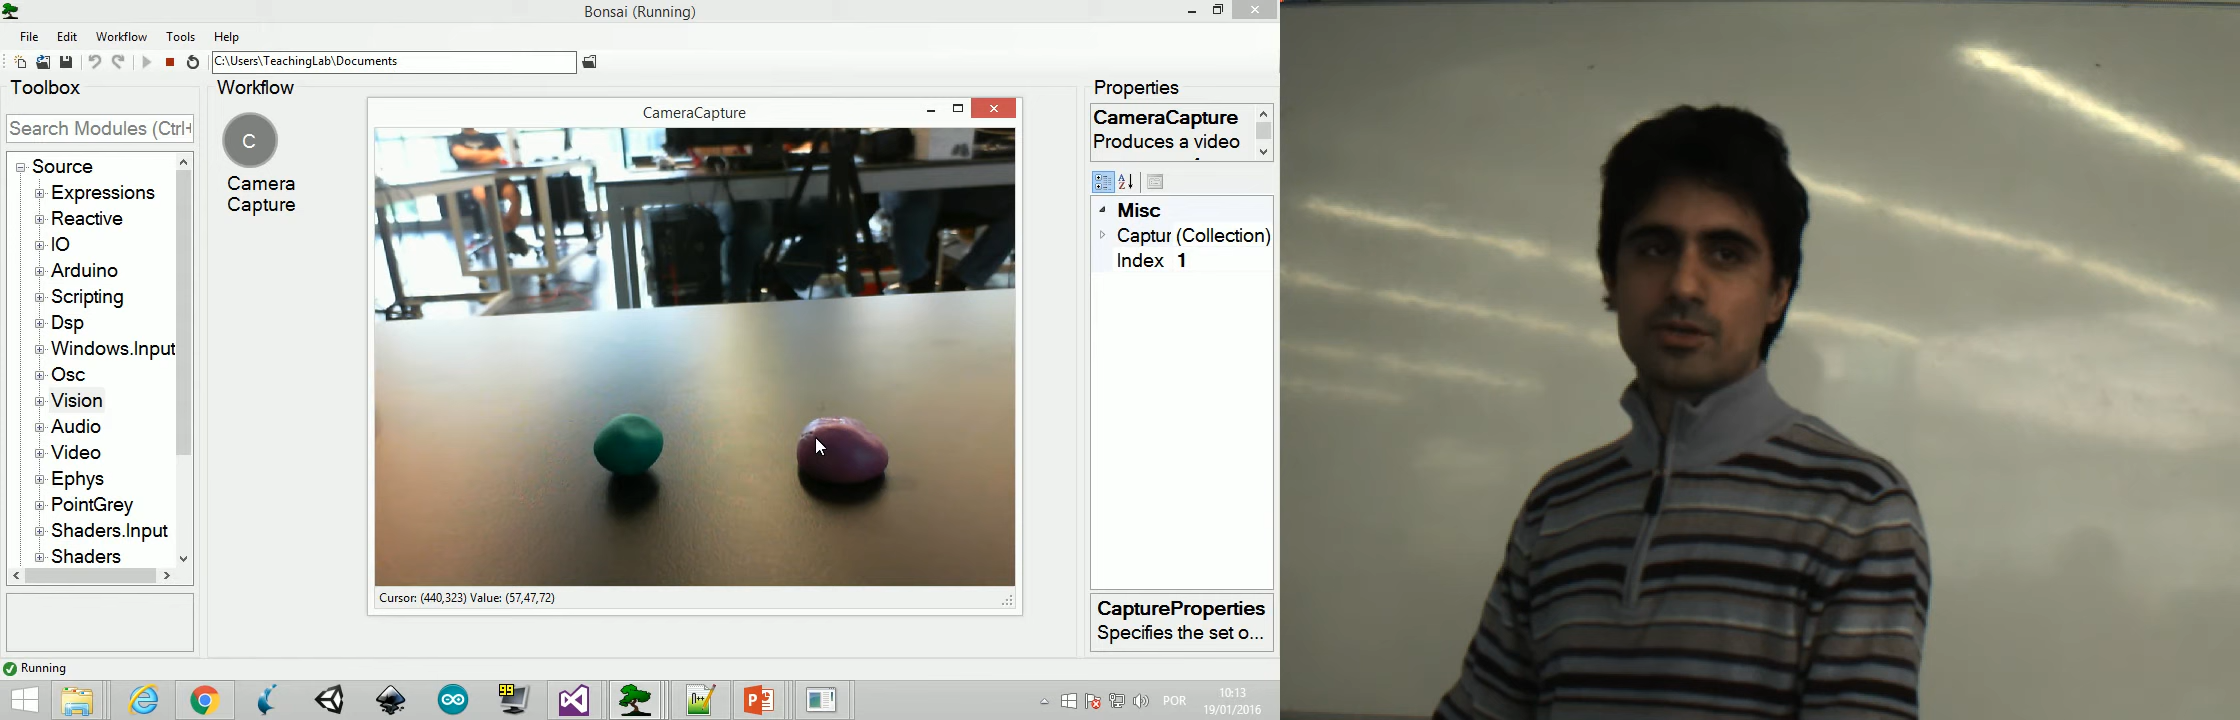 Bonsai (Running)
File Edit Workflow Tools Help
C:\Users\TeachingLab\Documents
Toolbox
Search Modules (Ctrl+
Source
Expressions
Reactive
IO
Arduino
Scripting
Dsp
Windows.Input
Osc
Vision
Audio
Video
Ephys
PointGrey
Shaders.Input
Shaders
Workflow
C
Camera
Capture
CameraCapture
Cursor: (440,323) Value: (57,47,72)
Properties
CameraCapture
Produces a video
Misc
Captur (Collection)
Index 1
CaptureProperties
Specifies the set o...
Running
99
POR
10:13
19/01/2016